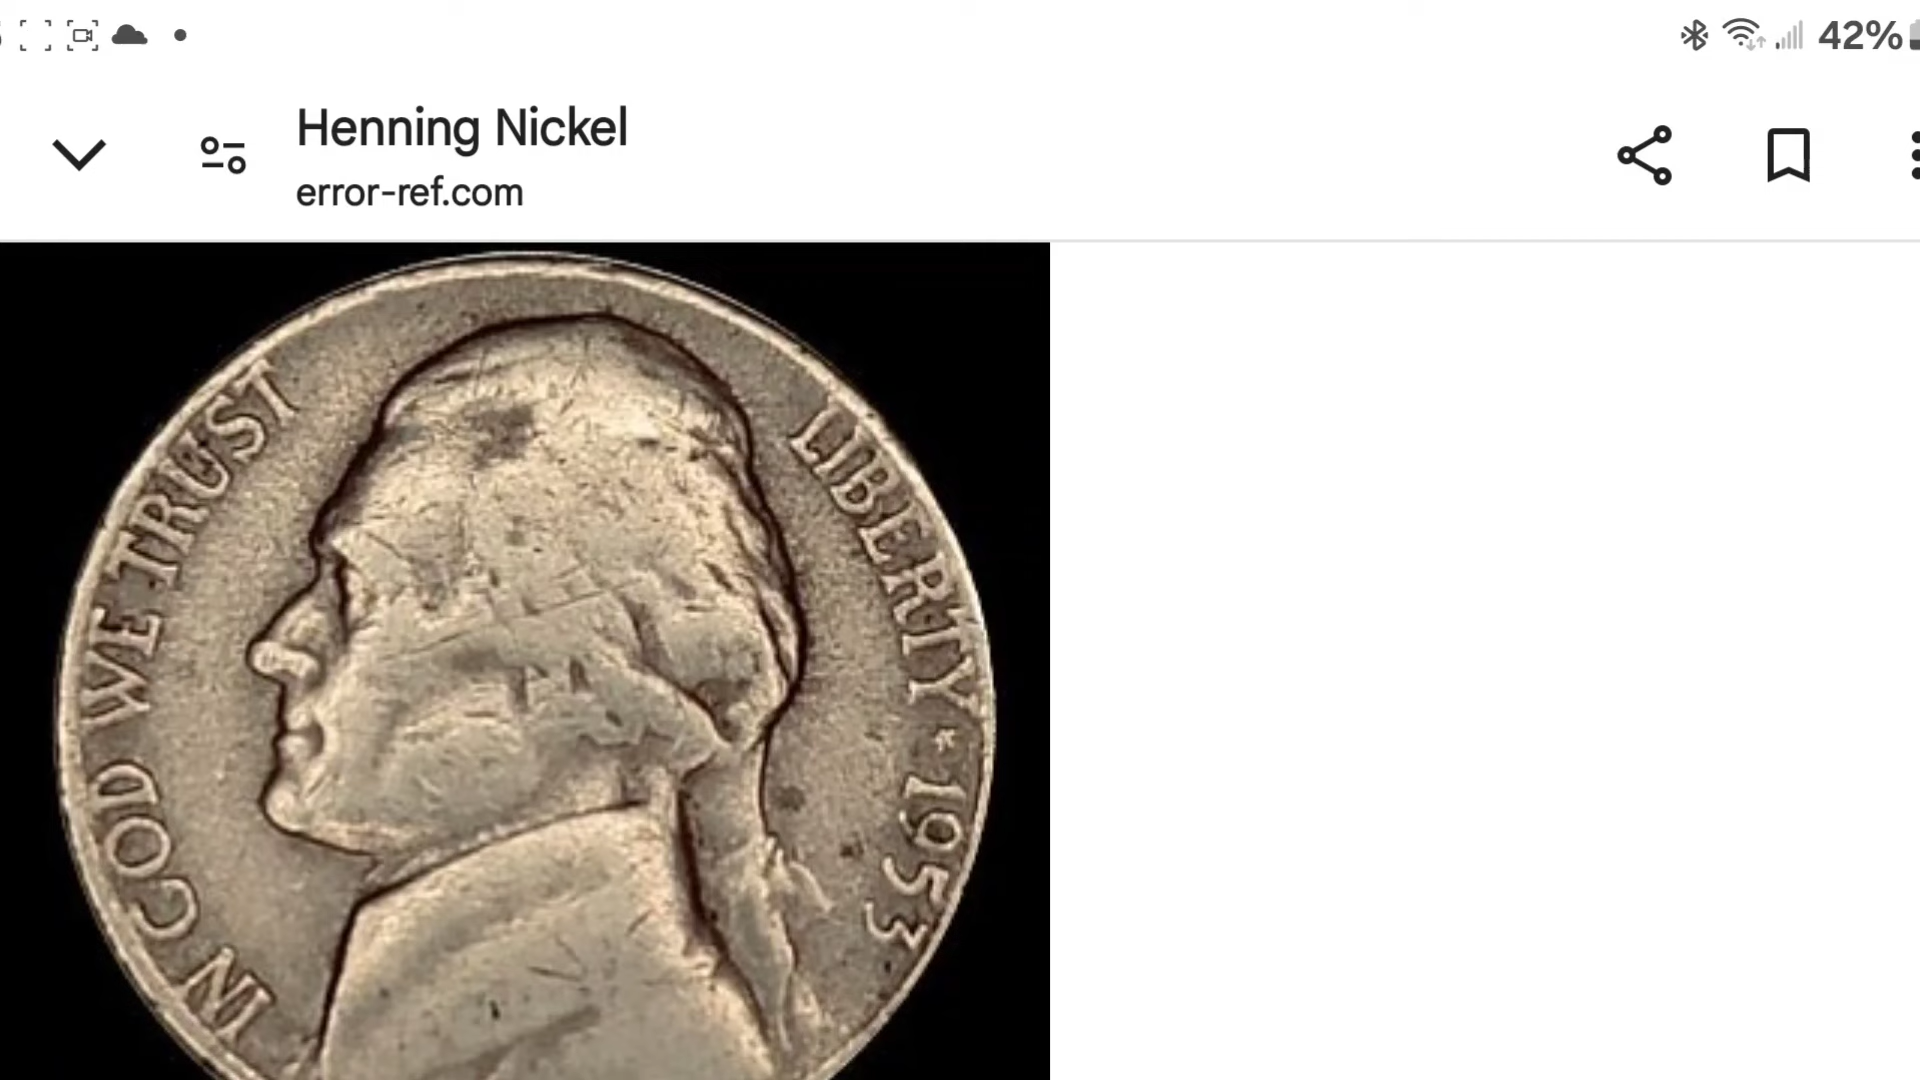 42%
Henning Nickel
error-ref.com
IN GOD WE TRUST
LIBERTY * 1953